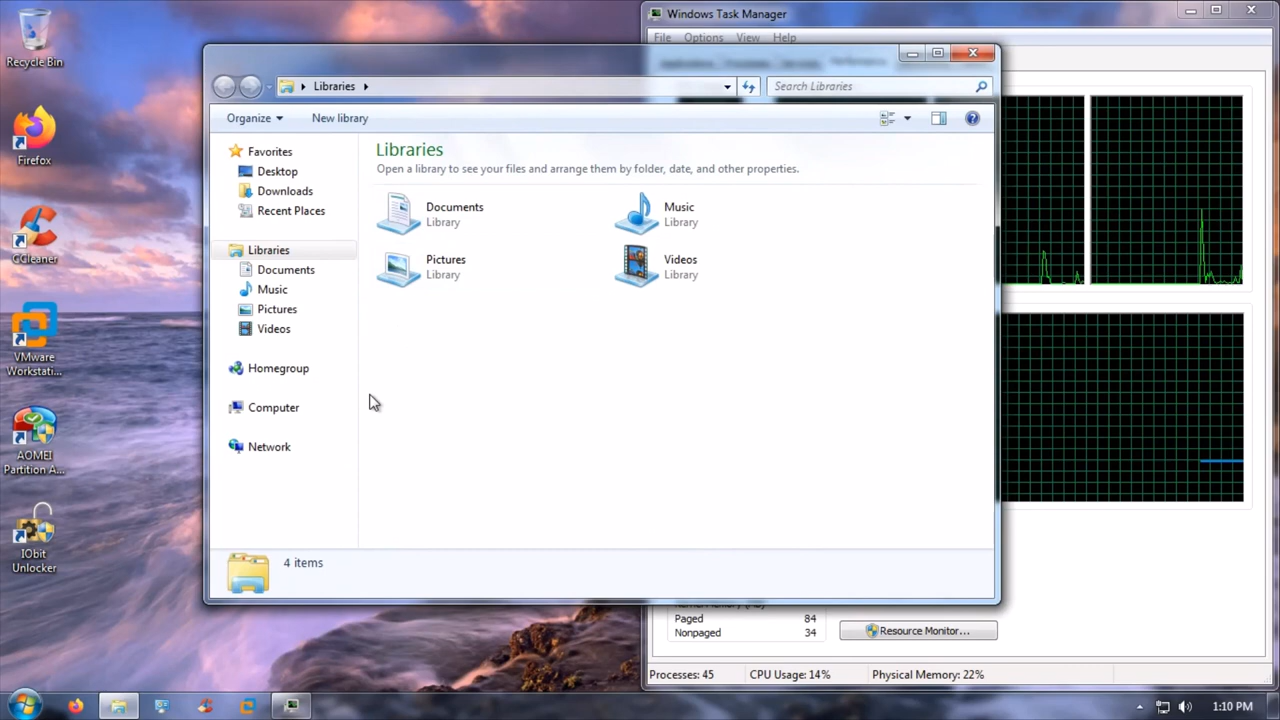 Recycle Bin
Firefox
CCleaner
VMware
Workstati...
AOMEI
Partition A...
IObit
Unlocker
Windows Task Manager
File Options View Help
Libraries
Search Libraries
Organize
New library
Favorites
Desktop
Downloads
Recent Places
Libraries
Documents
Music
Pictures
Videos
Homegroup
Computer
Network
Libraries
Open a library to see your files and arrange them by folder, date, and other properties.
Documents
Library
Music
Library
Pictures
Library
Videos
Library
4 items
Paged 84
Nonpaged 34
Resource Monitor...
Processes: 45
CPU Usage: 14%
Physical Memory: 22%
1:10 PM